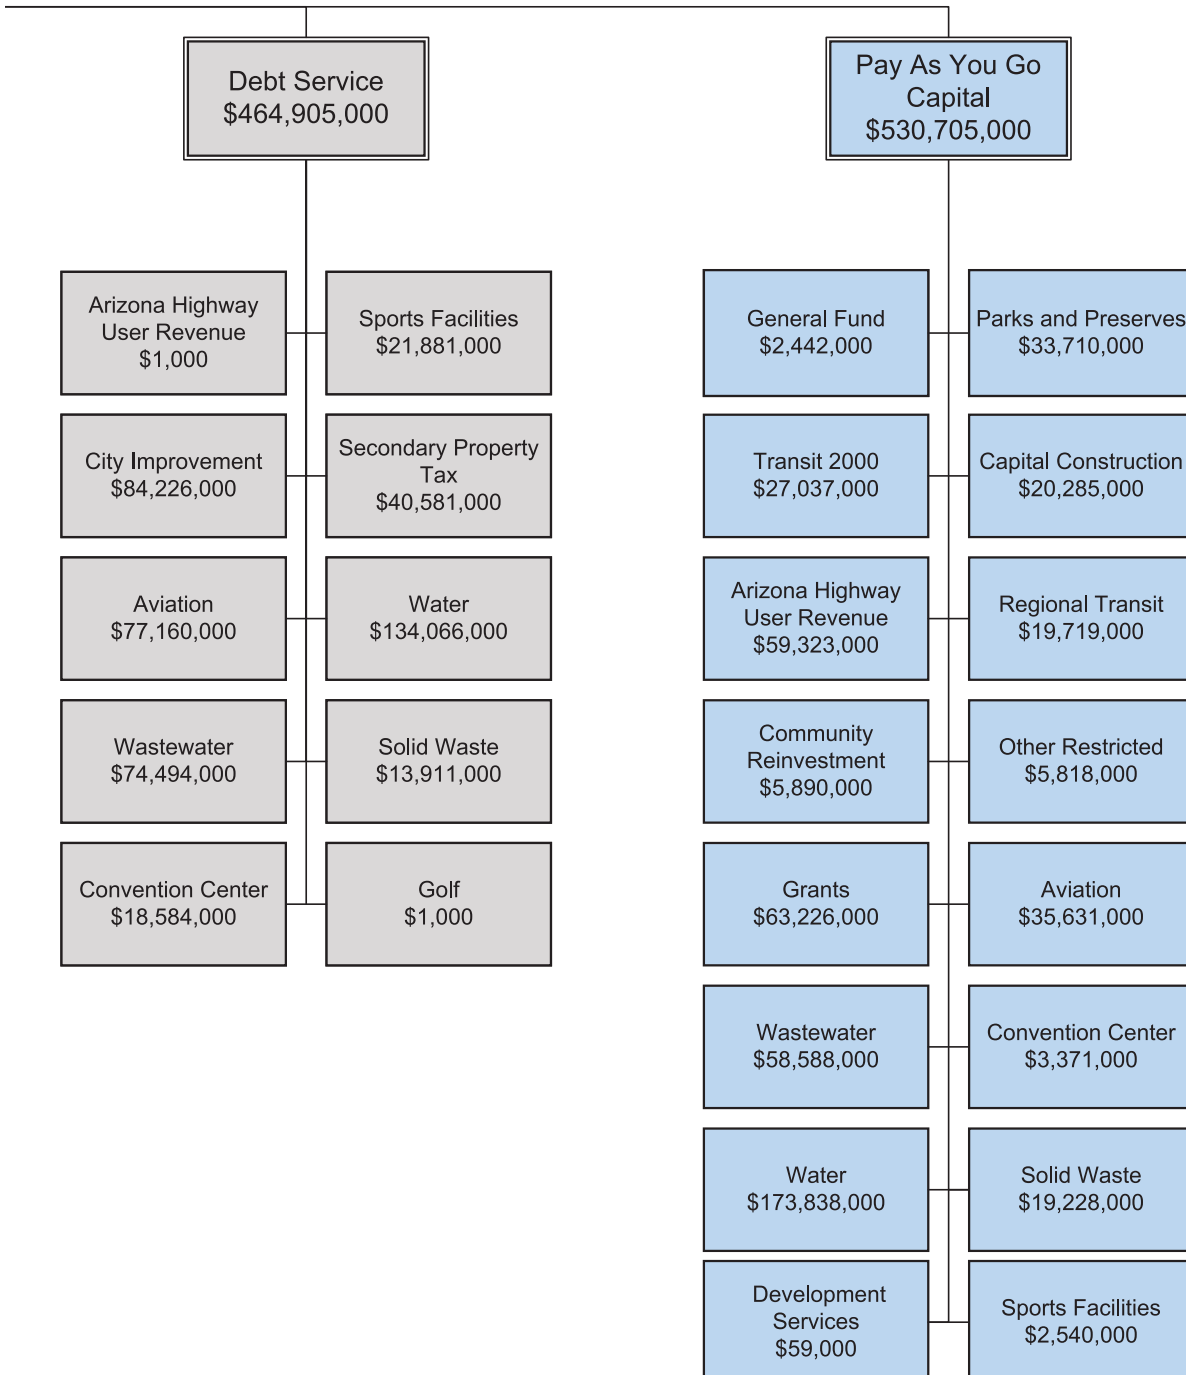 Debt Service
$464,905,000
Pay As You Go
Capital
$530,705,000
Arizona Highway
User Revenue
$1,000
Sports Facilities
$21,881,000
City Improvement
$84,226,000
Secondary Property
Tax
$40,581,000
Aviation
$77,160,000
Water
$134,066,000
Wastewater
$74,494,000
Solid Waste
$13,911,000
Convention Center
$18,584,000
Golf
$1,000
General Fund
$2,442,000
Parks and Preserves
$33,710,000
Transit 2000
$27,037,000
Capital Construction
$20,285,000
Arizona Highway
User Revenue
$59,323,000
Regional Transit
$19,719,000
Community
Reinvestment
$5,890,000
Other Restricted
$5,818,000
Grants
$63,226,000
Aviation
$35,631,000
Wastewater
$58,588,000
Convention Center
$3,371,000
Water
$173,838,000
Solid Waste
$19,228,000
Development
Services
$59,000
Sports Facilities
$2,540,000